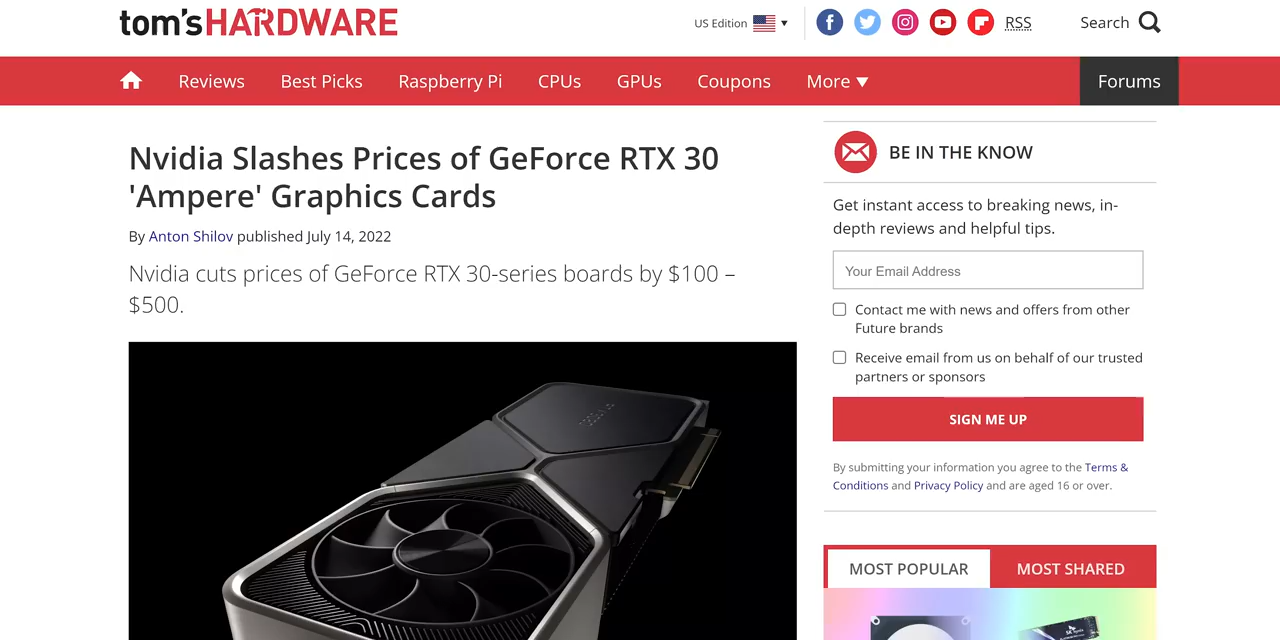 tom'sHARDWARE
US Edition
RSS
Search
Reviews
Best Picks
Raspberry Pi
CPUs
GPUs
Coupons
More
Forums
Nvidia Slashes Prices of GeForce RTX 30
'Ampere' Graphics Cards
By Anton Shilov published July 14, 2022
Nvidia cuts prices of GeForce RTX 30-series boards by $100 –
$500.
BE IN THE KNOW
Get instant access to breaking news, in-
depth reviews and helpful tips.
Your Email Address
Contact me with news and offers from other
Future brands
Receive email from us on behalf of our trusted
partners or sponsors
SIGN ME UP
By submitting your information you agree to the Terms &
Conditions and Privacy Policy and are aged 16 or over.
MOST POPULAR
MOST SHARED